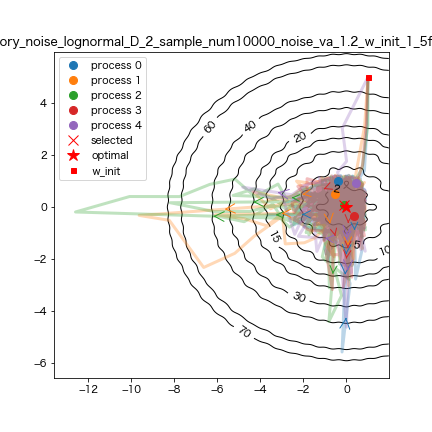 ory_noise_lognormal_D_2_sample_num10000_noise_va_1.2_w_init_1_5f
process 0
process 1
process 2
process 3
process 4
selected
optimal
w_init
60
40
20
2
5
10
15
30
70
4
2
0
−2
−4
−6
−12
−10
−8
−6
−4
−2
0